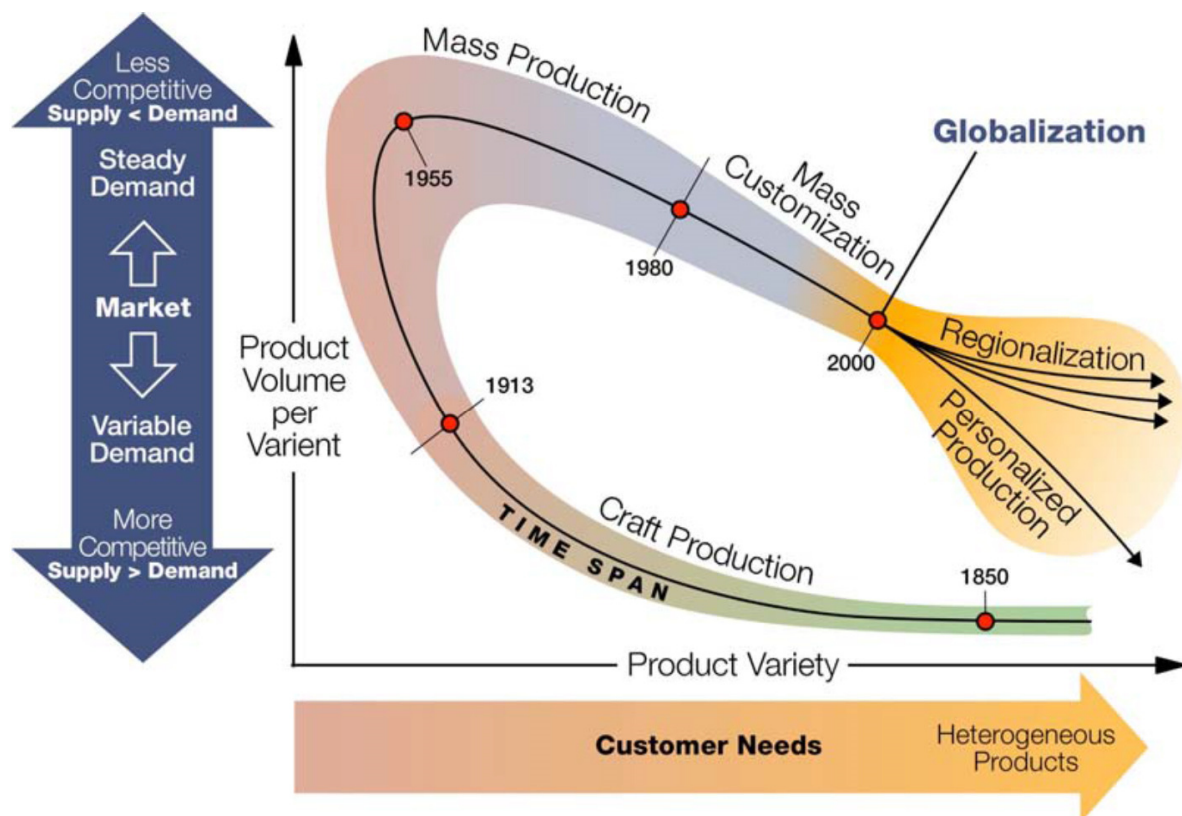 Less
Competitive
Supply < Demand
Steady
Demand
Market
Variable
Demand
More
Competitive
Supply > Demand
Mass Production
Mass
Customization
Globalization
1955
1980
2000
Regionalization
Personalized
Production
Product
Volume
per
Varient
1913
Craft Production
TIME SPAN
1850
Product Variety
Customer Needs
Heterogeneous
Products